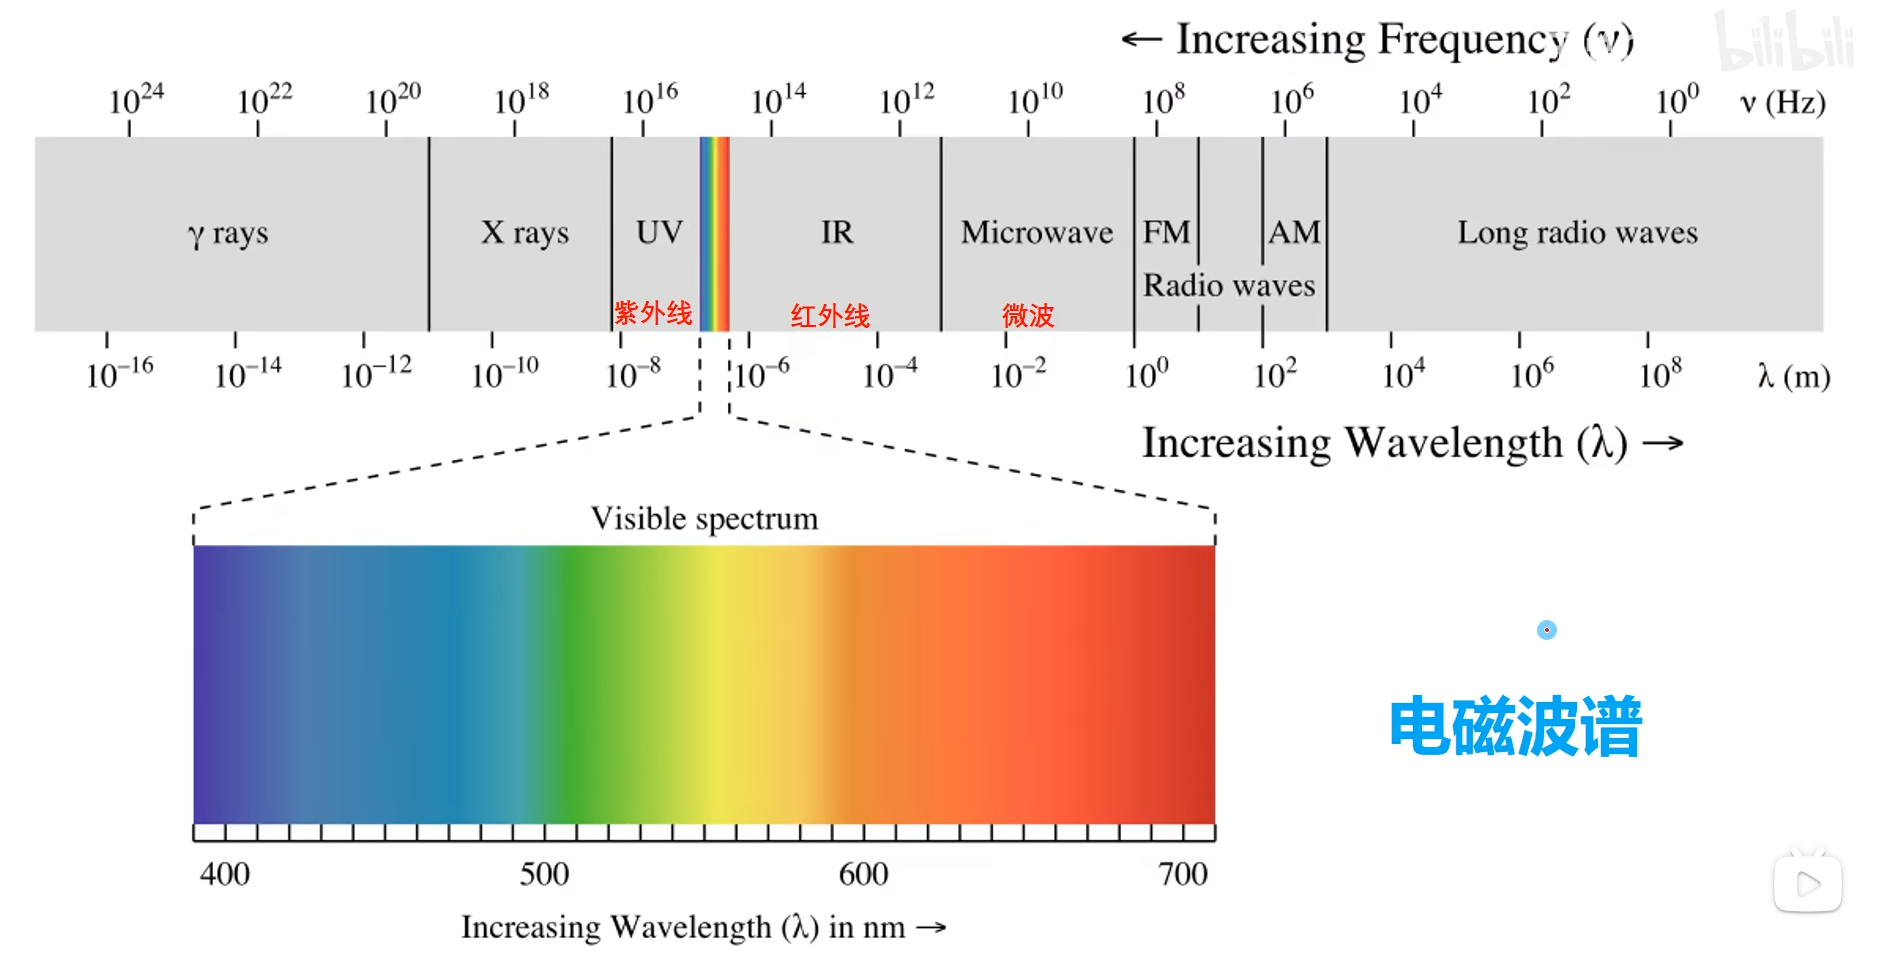 ← Increasing Frequency (ν)
bilibili
10²⁴ 10²² 10²⁰ 10¹⁸ 10¹⁶ 10¹⁴ 10¹² 10¹⁰ 10⁸ 10⁶ 10⁴ 10² 10⁰ ν (Hz)
γ rays X rays UV IR Microwave FM AM Long radio waves
Radio waves
紫外线 红外线 微波
10⁻¹⁶ 10⁻¹⁴ 10⁻¹² 10⁻¹⁰ 10⁻⁸ 10⁻⁶ 10⁻⁴ 10⁻² 10⁰ 10² 10⁴ 10⁶ 10⁸ λ (m)
Increasing Wavelength (λ) →
Visible spectrum
电磁波谱
400 500 600 700
Increasing Wavelength (λ) in nm →